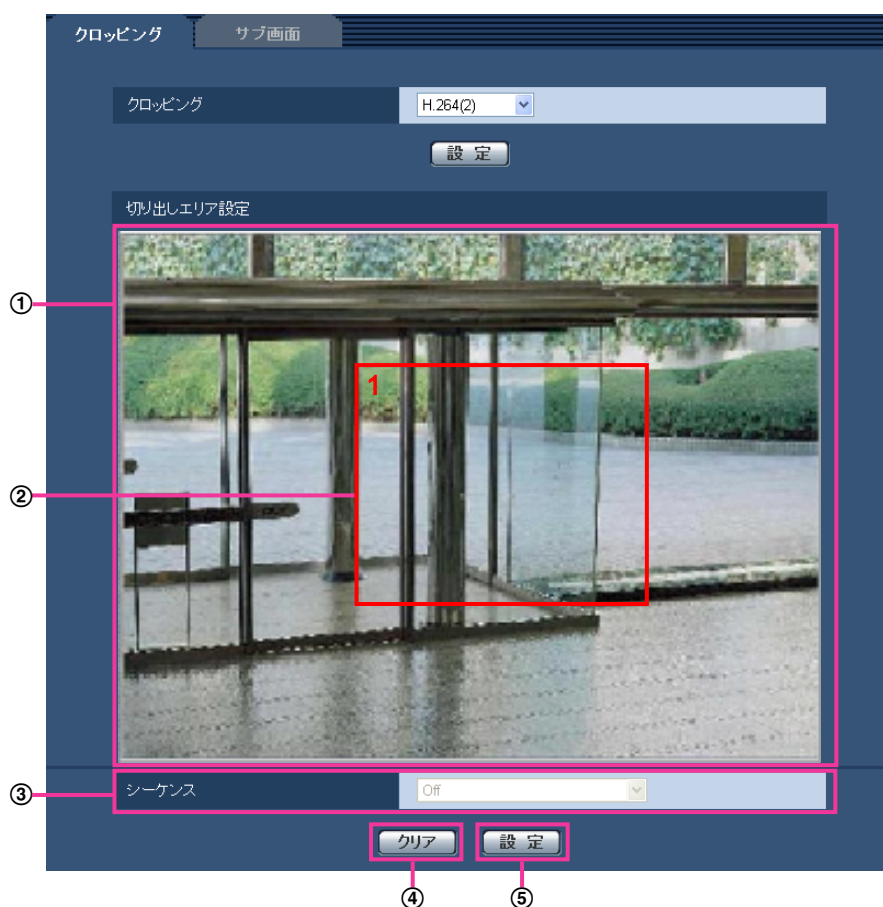 クロッピング サブ画面
クロッピング H.264(2)
設 定
切り出しエリア設定
①
1
②
③ シーケンス Off
クリア 設 定
④ ⑤